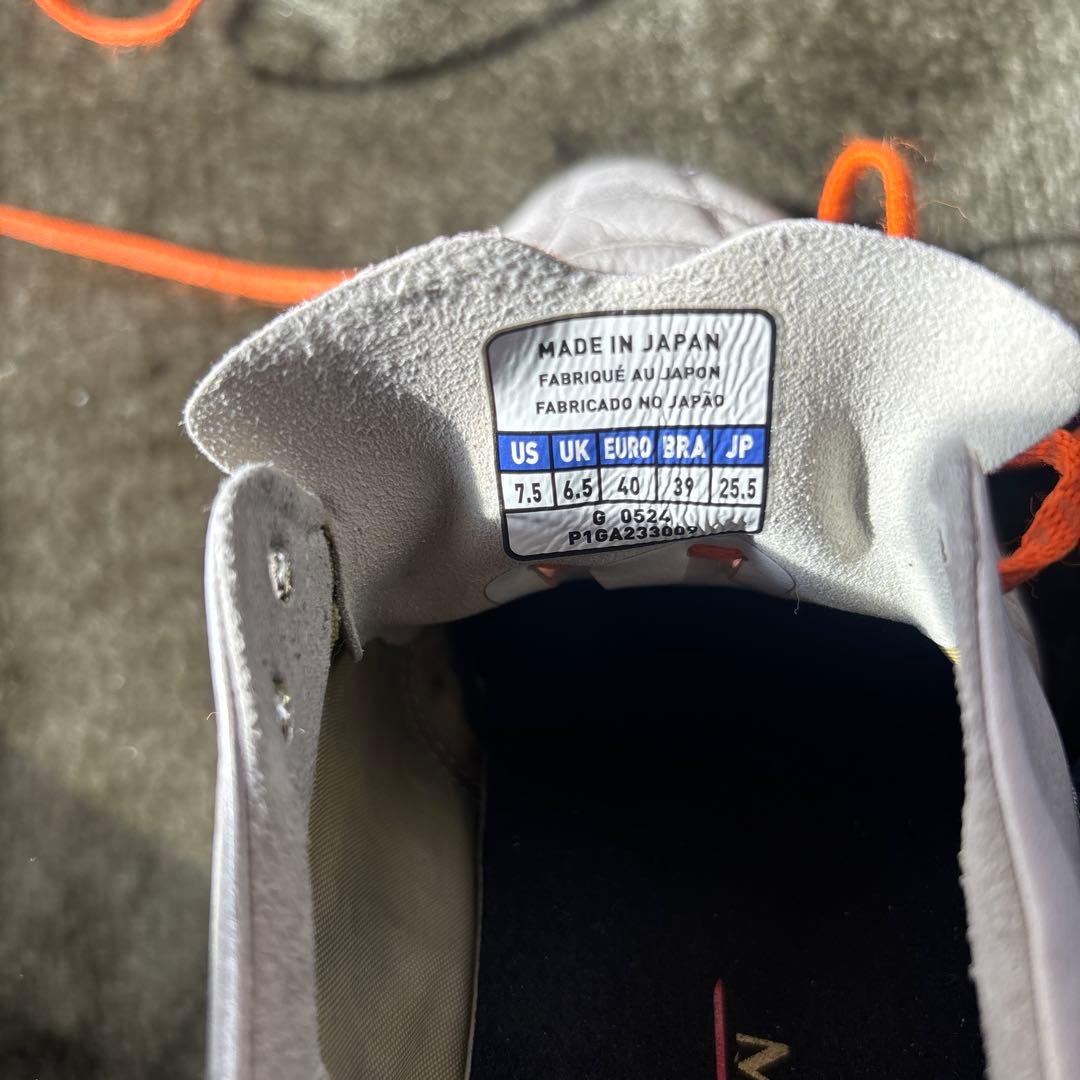 MADE IN JAPAN
FABRIQUÉ AU JAPON
FABRICADO NO JAPÃO
US UK EURO BRA JP
7.5 6.5 40 39 25.5
G 0524
P1GA233009